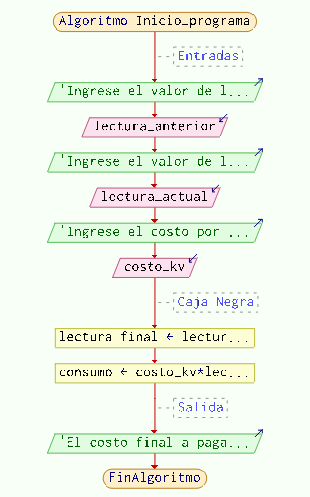 Algoritmo Inicio_programa
Entradas
'Ingrese el valor de l...
lectura_anterior
'Ingrese el valor de l...
lectura_actual
'Ingrese el costo por ...
costo_kv
Caja Negra
lectura final ← lectur...
consumo ← costo_kv*lec...
Salida
'El costo final a paga...
FinAlgoritmo